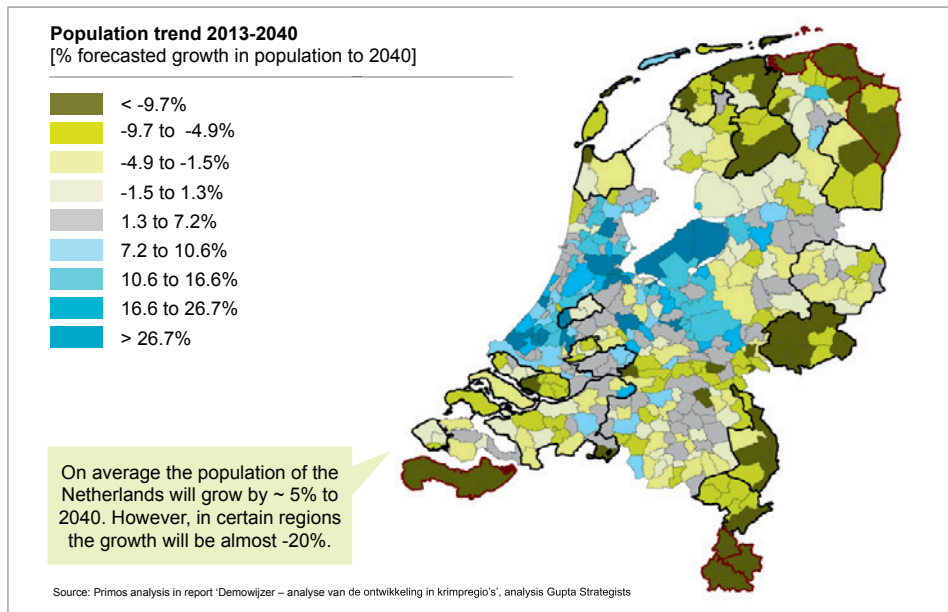 Population trend 2013-2040
[% forecasted growth in population to 2040]
< -9.7%
-9.7 to -4.9%
-4.9 to -1.5%
-1.5 to 1.3%
1.3 to 7.2%
7.2 to 10.6%
10.6 to 16.6%
16.6 to 26.7%
> 26.7%
On average the population of the
Netherlands will grow by ~ 5% to
2040. However, in certain regions
the growth will be almost -20%.
Source: Primos analysis in report ‘Demowijzer – analyse van de ontwikkeling in krimpregio’s’, analysis Gupta Strategists